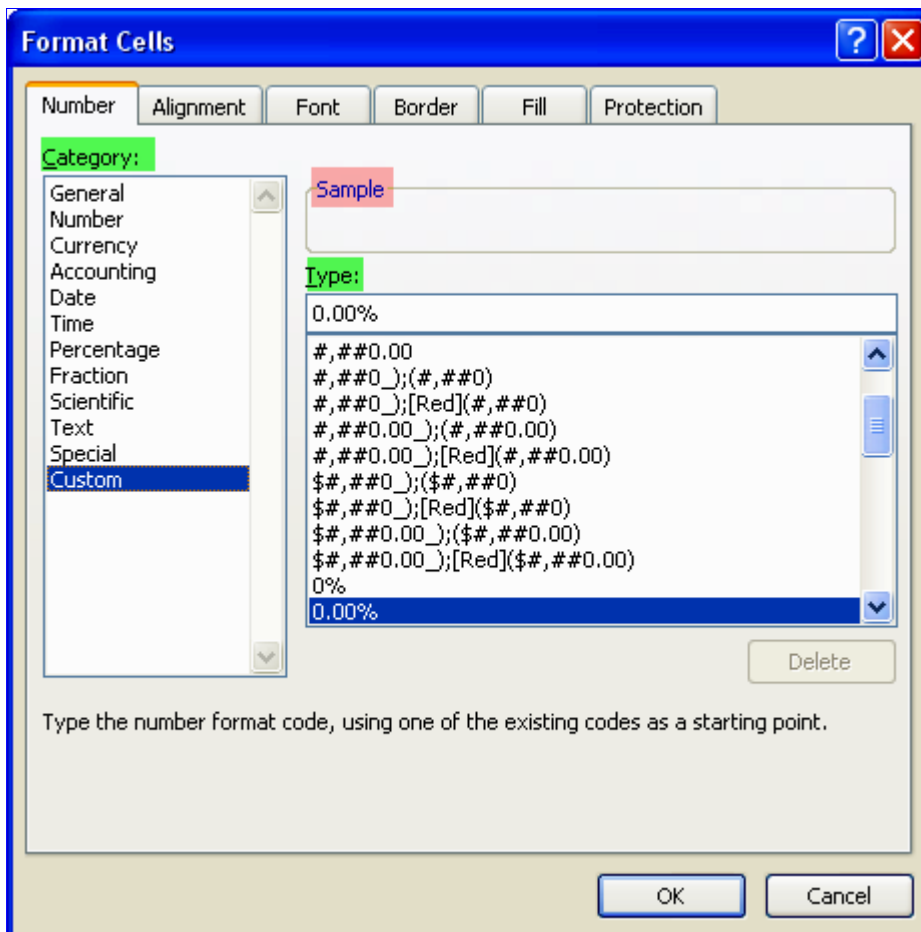 Format Cells
?
X
Number Alignment Font Border Fill Protection
Category:
General
Number
Currency
Accounting
Date
Time
Percentage
Fraction
Scientific
Text
Special
Custom
Sample
Type:
0.00%
#,##0.00
#,##0_);(#,##0)
#,##0_);[Red](#,##0)
#,##0.00_);(#,##0.00)
#,##0.00_);[Red](#,##0.00)
$#,##0_);($#,##0)
$#,##0_);[Red]($#,##0)
$#,##0.00_);($#,##0.00)
$#,##0.00_);[Red]($#,##0.00)
0%
0.00%
Delete
Type the number format code, using one of the existing codes as a starting point.
OK Cancel